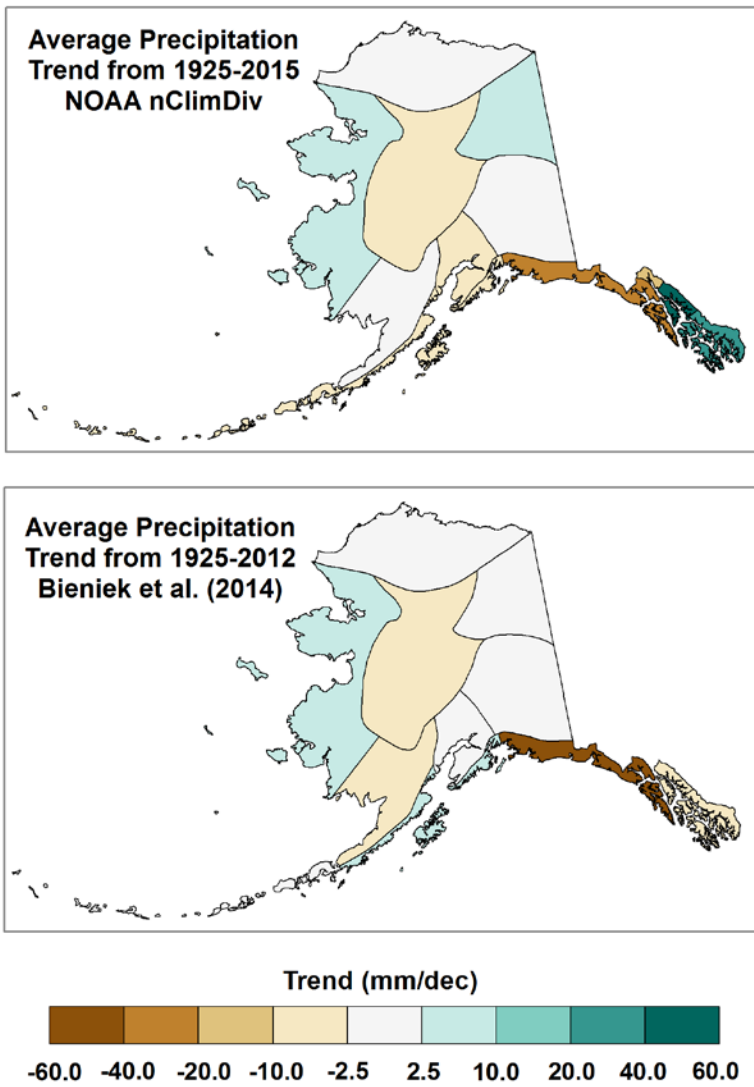 Average Precipitation
Trend from 1925-2015
NOAA nClimDiv
Average Precipitation
Trend from 1925-2012
Bieniek et al. (2014)
Trend (mm/dec)
-60.0 -40.0 -20.0 -10.0 -2.5 2.5 10.0 20.0 40.0 60.0